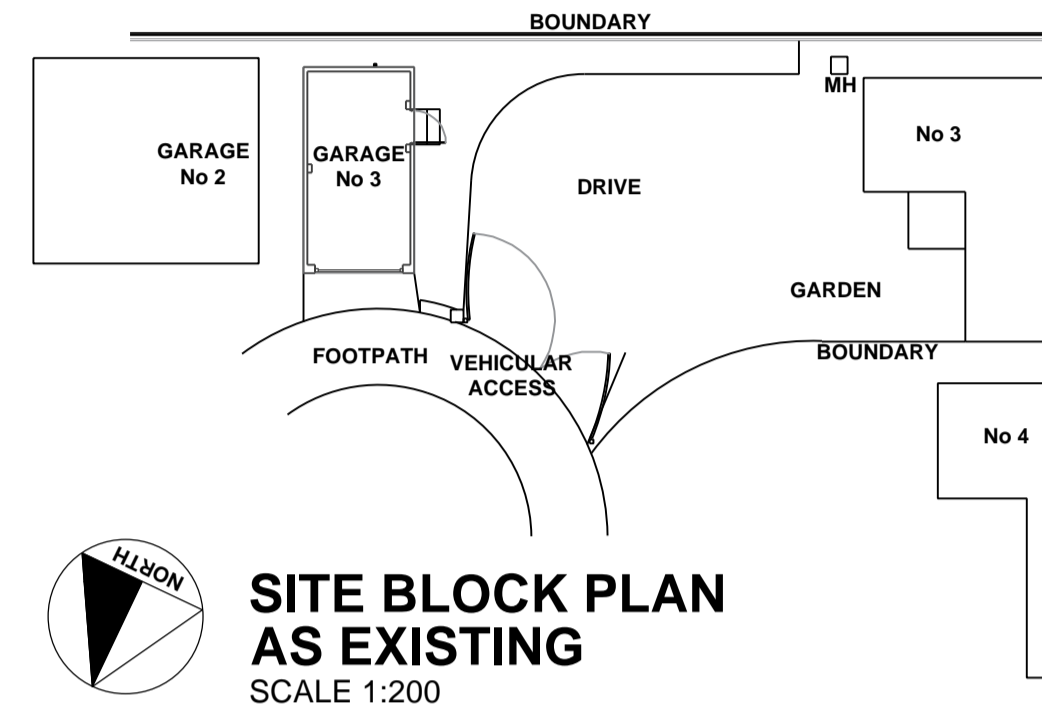 BOUNDARY
MH
No 3
GARAGE
No 2
GARAGE
No 3
DRIVE
GARDEN
FOOTPATH
VEHICULAR
ACCESS
BOUNDARY
No 4
NORTH
SITE BLOCK PLAN
AS EXISTING
SCALE 1:200